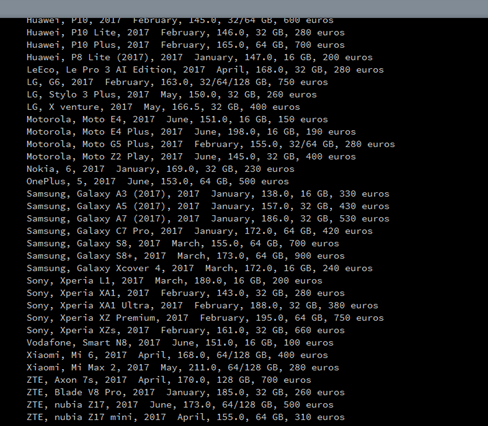 Huawei, P10, 2017  February, 145.0, 32/64 GB, 600 euros
Huawei, P10 Lite, 2017  February, 146.0, 32 GB, 280 euros
Huawei, P10 Plus, 2017  February, 165.0, 64 GB, 700 euros
Huawei, P8 Lite (2017), 2017  January, 147.0, 16 GB, 200 euros
LeEco, Le Pro 3 AI Edition, 2017  April, 168.0, 32 GB, 280 euros
LG, G6, 2017  February, 163.0, 32/64/128 GB, 750 euros
LG, Stylo 3 Plus, 2017  May, 150.0, 32 GB, 260 euros
LG, X venture, 2017  May, 166.5, 32 GB, 400 euros
Motorola, Moto E4, 2017  June, 151.0, 16 GB, 150 euros
Motorola, Moto E4 Plus, 2017  June, 198.0, 16 GB, 190 euros
Motorola, Moto G5 Plus, 2017  February, 155.0, 32/64 GB, 280 euros
Motorola, Moto Z2 Play, 2017  June, 145.0, 32 GB, 400 euros
Nokia, 6, 2017  January, 169.0, 32 GB, 230 euros
OnePlus, 5, 2017  June, 153.0, 64 GB, 500 euros
Samsung, Galaxy A3 (2017), 2017  January, 138.0, 16 GB, 330 euros
Samsung, Galaxy A5 (2017), 2017  January, 157.0, 32 GB, 430 euros
Samsung, Galaxy A7 (2017), 2017  January, 186.0, 32 GB, 530 euros
Samsung, Galaxy C7 Pro, 2017  January, 172.0, 64 GB, 420 euros
Samsung, Galaxy S8, 2017  March, 155.0, 64 GB, 700 euros
Samsung, Galaxy S8+, 2017  March, 173.0, 64 GB, 900 euros
Samsung, Galaxy Xcover 4, 2017  March, 172.0, 16 GB, 240 euros
Sony, Xperia L1, 2017  March, 180.0, 16 GB, 200 euros
Sony, Xperia XA1, 2017  February, 143.0, 32 GB, 280 euros
Sony, Xperia XA1 Ultra, 2017  February, 188.0, 32 GB, 380 euros
Sony, Xperia XZ Premium, 2017  February, 195.0, 64 GB, 750 euros
Sony, Xperia XZs, 2017  February, 161.0, 32 GB, 660 euros
Vodafone, Smart N8, 2017  June, 151.0, 16 GB, 100 euros
Xiaomi, Mi 6, 2017  April, 168.0, 64/128 GB, 400 euros
Xiaomi, Mi Max 2, 2017  May, 211.0, 64/128 GB, 280 euros
ZTE, Axon 7s, 2017  April, 170.0, 128 GB, 700 euros
ZTE, Blade V8 Pro, 2017  January, 185.0, 32 GB, 260 euros
ZTE, nubia Z17, 2017  June, 173.0, 64/128 GB, 500 euros
ZTE, nubia Z17 mini, 2017  April, 155.0, 64 GB, 310 euros